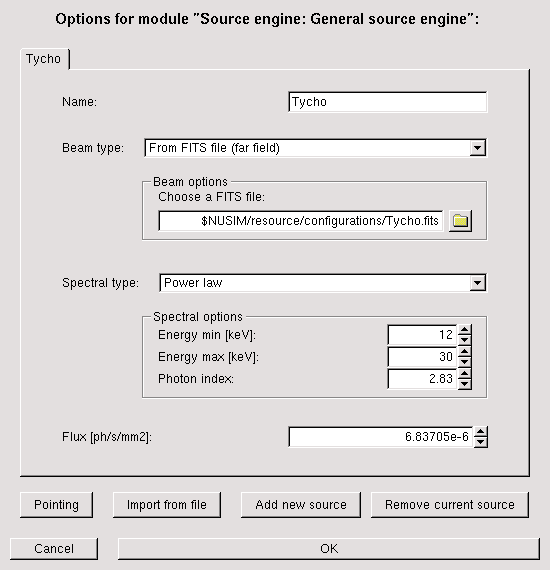 Options for module "Source engine: General source engine":
Tycho
Name: Tycho
Beam type: From FITS file (far field)
Beam options
Choose a FITS file:
$NUSIM/resource/configurations/Tycho.fits
Spectral type: Power law
Spectral options
Energy min [keV]: 12
Energy max [keV]: 30
Photon index: 2.83
Flux [ph/s/mm2]: 6.83705e-6
Pointing Import from file Add new source Remove current source
Cancel OK